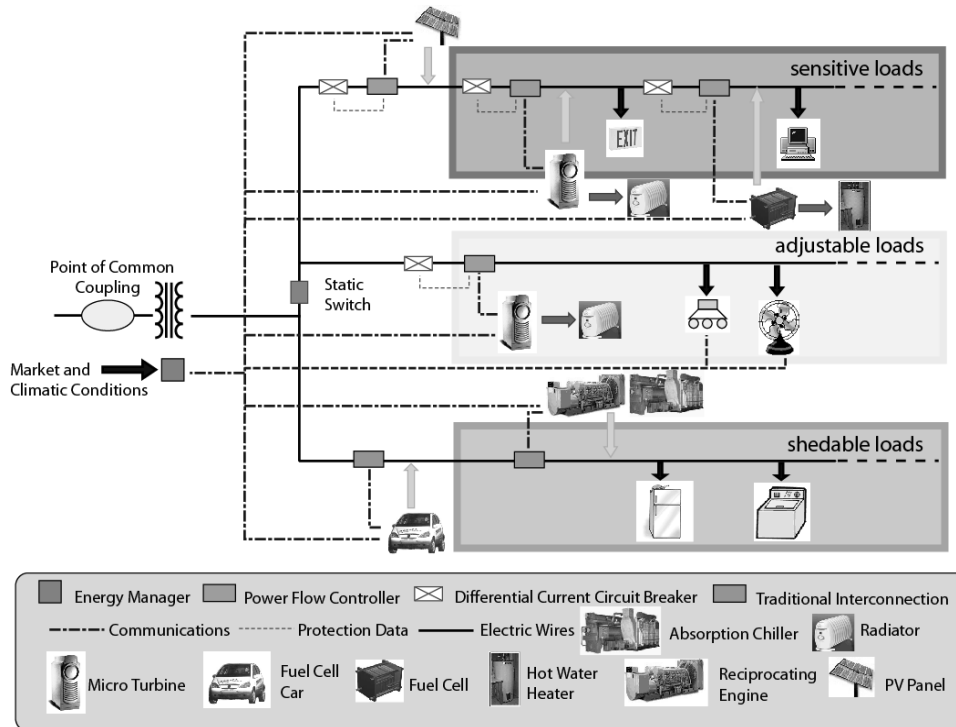 sensitive loads
EXIT
adjustable loads
Point of Common
Coupling
Static
Switch
Market and
Climatic Conditions
shedable loads
Energy Manager
Power Flow Controller
Differential Current Circuit Breaker
Traditional Interconnection
Communications
Protection Data
Electric Wires
Absorption Chiller
Radiator
Micro Turbine
Fuel Cell
Car
Fuel Cell
Hot Water
Heater
Reciprocating
Engine
PV Panel